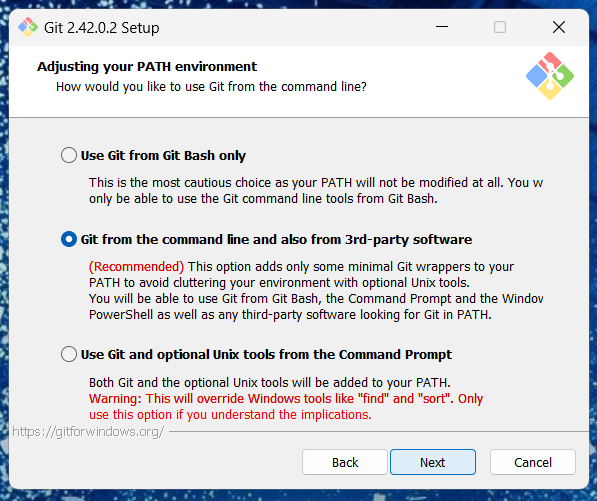 Git 2.42.0.2 Setup
Adjusting your PATH environment
How would you like to use Git from the command line?
Use Git from Git Bash only
This is the most cautious choice as your PATH will not be modified at all. You w
only be able to use the Git command line tools from Git Bash.
Git from the command line and also from 3rd-party software
(Recommended) This option adds only some minimal Git wrappers to your
PATH to avoid cluttering your environment with optional Unix tools.
You will be able to use Git from Git Bash, the Command Prompt and the Window
PowerShell as well as any third-party software looking for Git in PATH.
Use Git and optional Unix tools from the Command Prompt
Both Git and the optional Unix tools will be added to your PATH.
Warning: This will override Windows tools like "find" and "sort". Only
use this option if you understand the implications.
https://gitforwindows.org/
Back Next Cancel